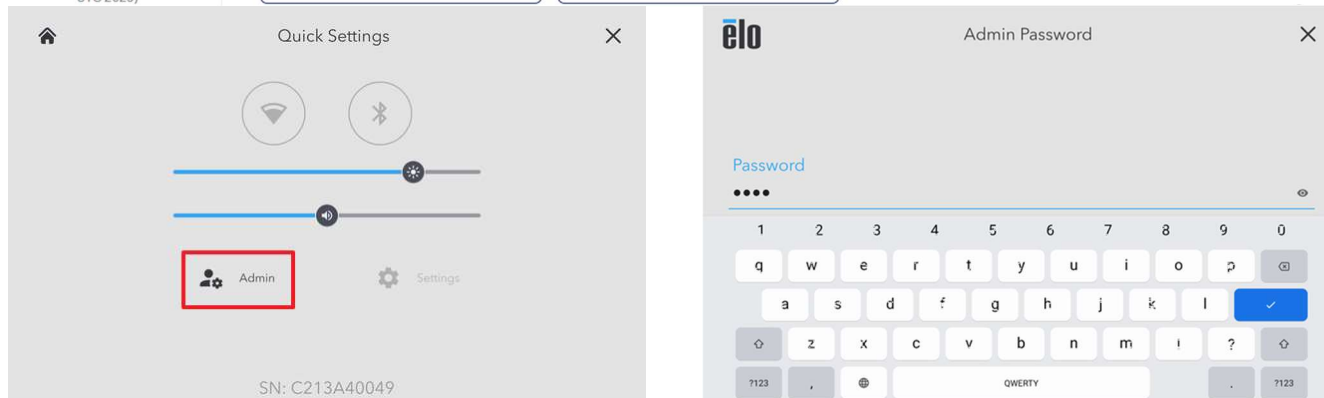 Quick Settings
Admin
Settings
SN: C213A40049
ēlo
Admin Password
Password
1 2 3 4 5 6 7 8 9 0
q w e r t y u i o p
a s d f g h j k l
z x c v b n m ! ?
?123 , QWERTY . ?123